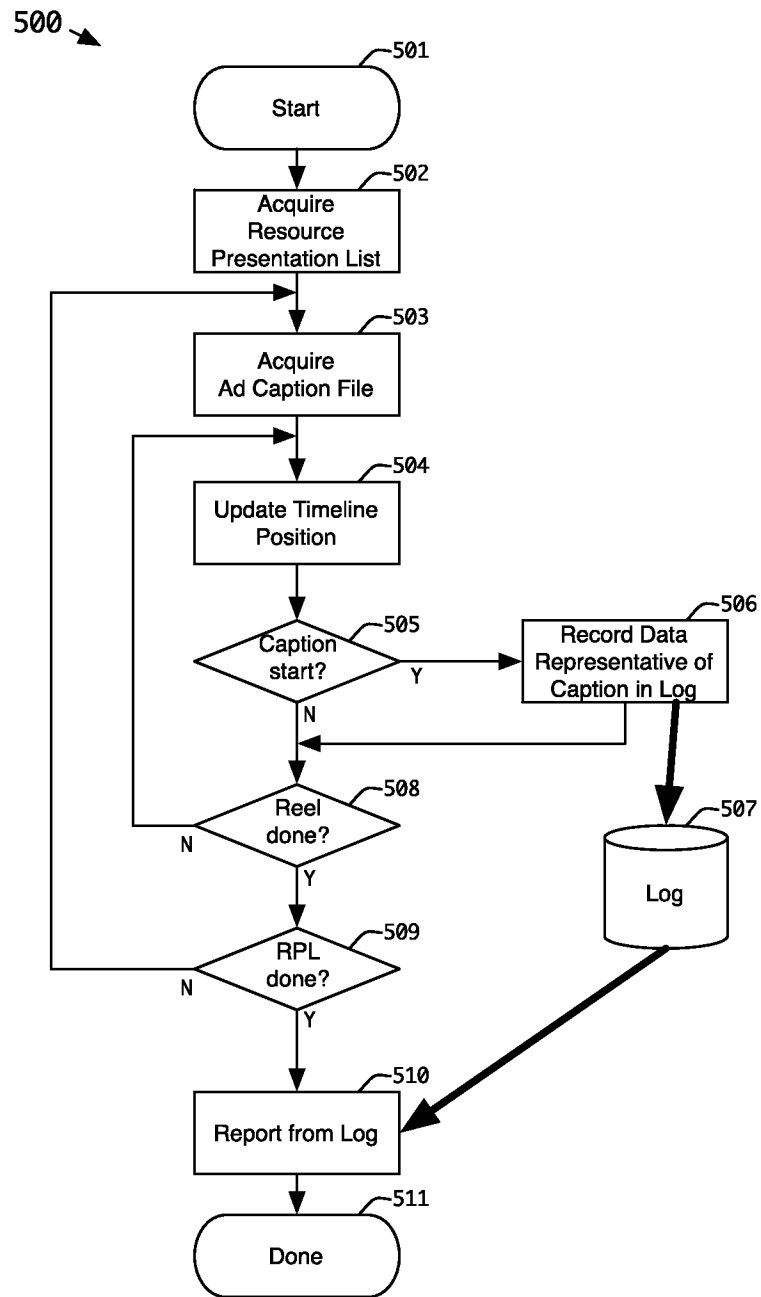 500
501
Start
502
Acquire
Resource
Presentation List
503
Acquire
Ad Caption File
504
Update Timeline
Position
505
Caption
start?
Y
N
506
Record Data
Representative of
Caption in Log
508
Reel
done?
N
Y
507
Log
509
RPL
done?
N
Y
510
Report from Log
511
Done